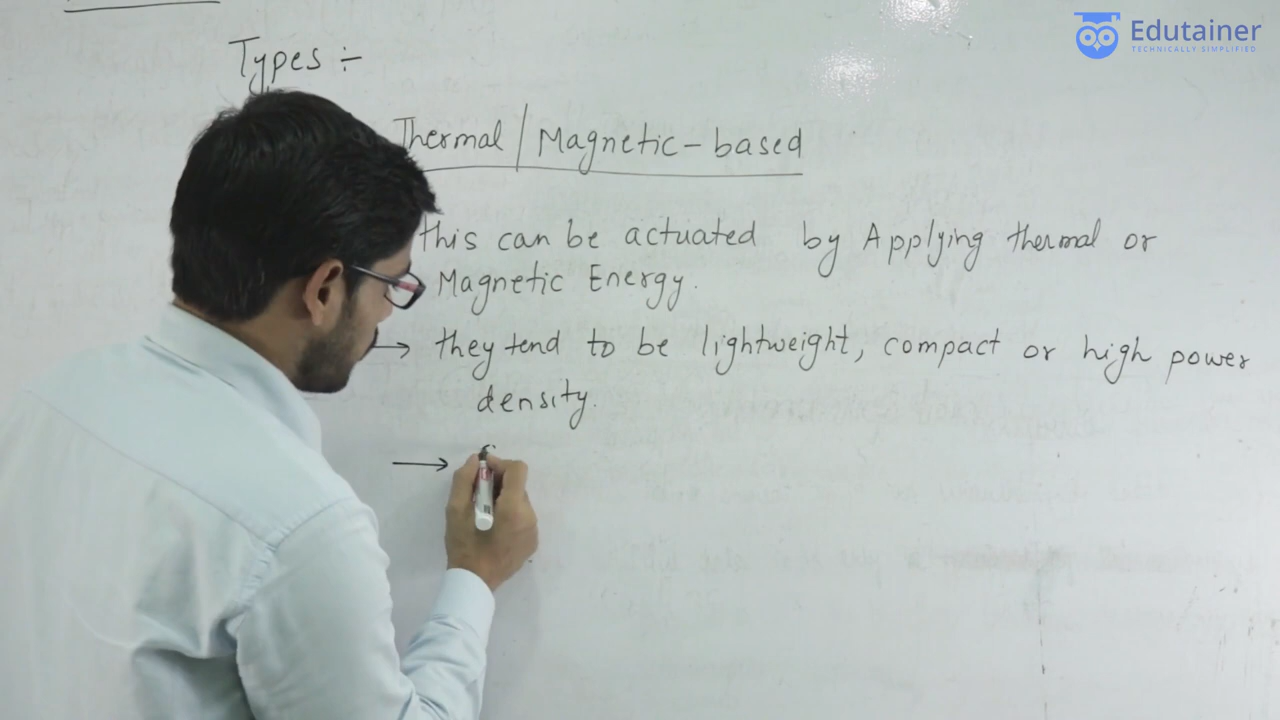 Edutainer
TECHNICALLY SIMPLIFIED
Types ÷
Thermal / Magnetic - based
this can be actuated by Applying thermal or
Magnetic Energy.
→ they tend to be lightweight, compact or high power
density.
→